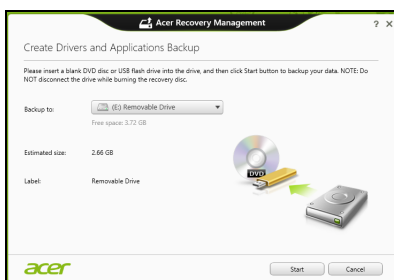 Acer Recovery Management
? X
Create Drivers and Applications Backup
Please insert a blank DVD disc or USB flash drive into the drive, and then click Start button to backup your data. NOTE: Do
NOT disconnect the drive while burning the recovery disc.
Backup to:
(E:) Removable Drive
Free space: 3.72 GB
Estimated size:
2.66 GB
Label:
Removable Drive
DVD
acer
Start
Cancel